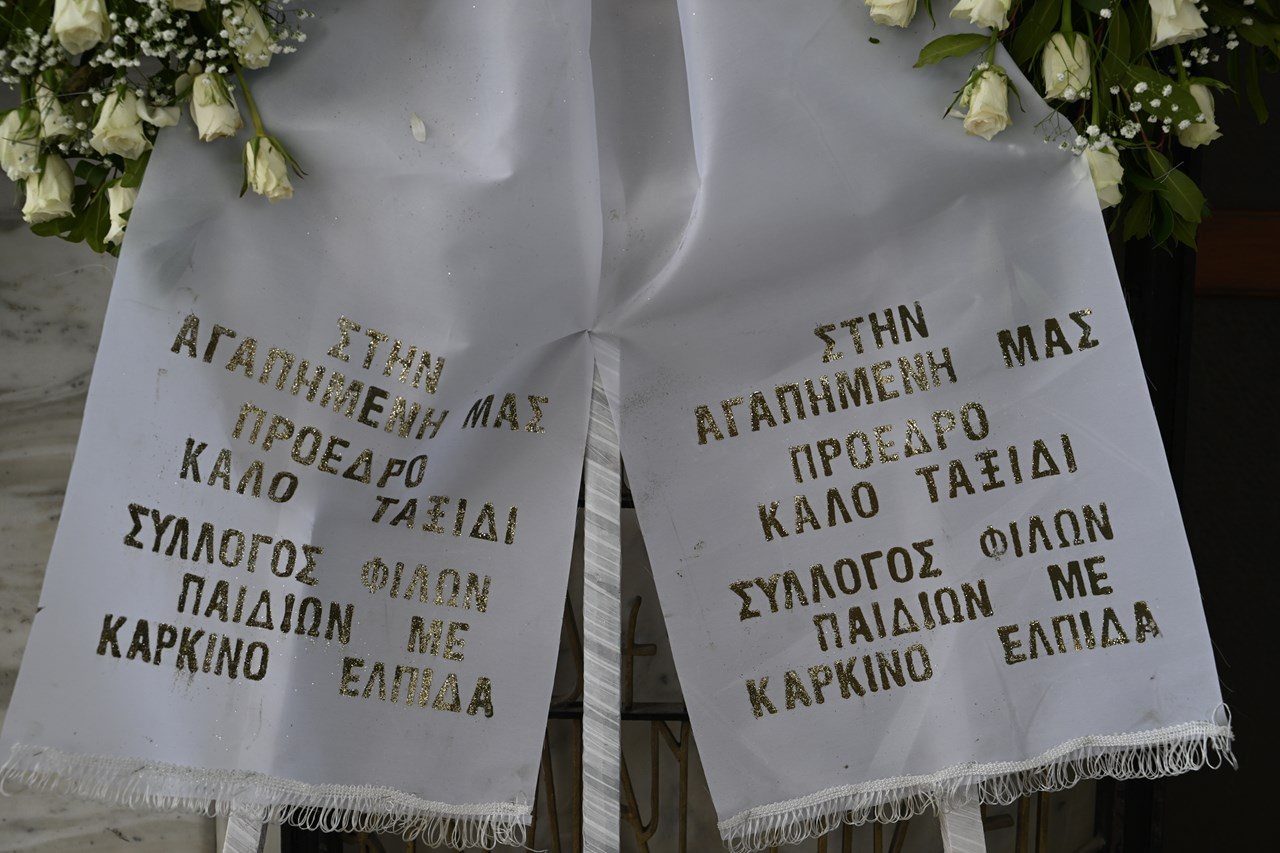 ΣΤΗΝ
ΑΓΑΠΗΜΕΝΗ ΜΑΣ
ΠΡΟΕΔΡΟ
ΚΑΛΟ ΤΑΞΙΔΙ
ΣΥΛΛΟΓΟΣ ΦΙΛΩΝ
ΠΑΙΔΙΩΝ ΜΕ
ΚΑΡΚΙΝΟ ΕΛΠΙΔΑ
ΣΤΗΝ
ΑΓΑΠΗΜΕΝΗ ΜΑΣ
ΠΡΟΕΔΡΟ
ΚΑΛΟ ΤΑΞΙΔΙ
ΣΥΛΛΟΓΟΣ ΦΙΛΩΝ
ΠΑΙΔΙΩΝ ΜΕ
ΚΑΡΚΙΝΟ ΕΛΠΙΔΑ